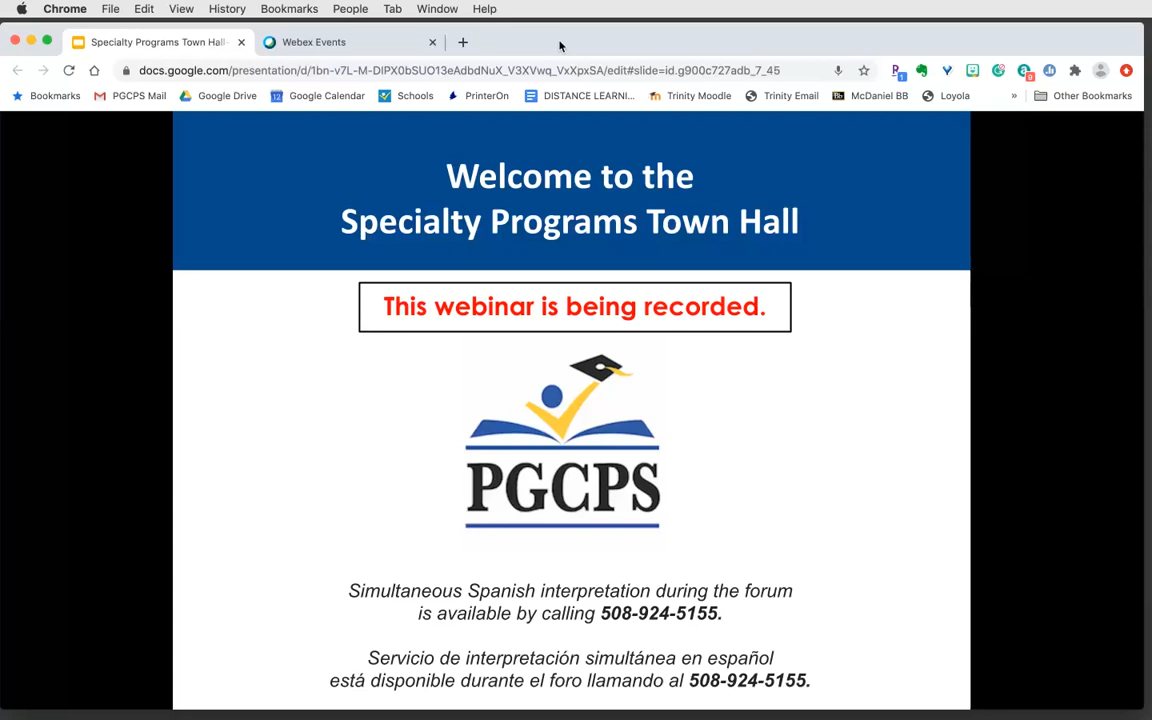 Chrome File Edit View History Bookmarks People Tab Window Help
Specialty Programs Town Hall- Webex Events
docs.google.com/presentation/d/1bn-v7L-M-DIPX0bSUO13eAdbdNuX_V3XVwq_VxXpxSA/edit#slide=id.g900c727adb_7_45
Bookmarks PGCPS Mail Google Drive Google Calendar Schools PrinterOn DISTANCE LEARNI... Trinity Moodle Trinity Email McDaniel BB Loyola » Other Bookmarks
Welcome to the
Specialty Programs Town Hall
This webinar is being recorded.
PGCPS
Simultaneous Spanish interpretation during the forum
is available by calling 508-924-5155.
Servicio de interpretación simultánea en español
está disponible durante el foro llamando al 508-924-5155.